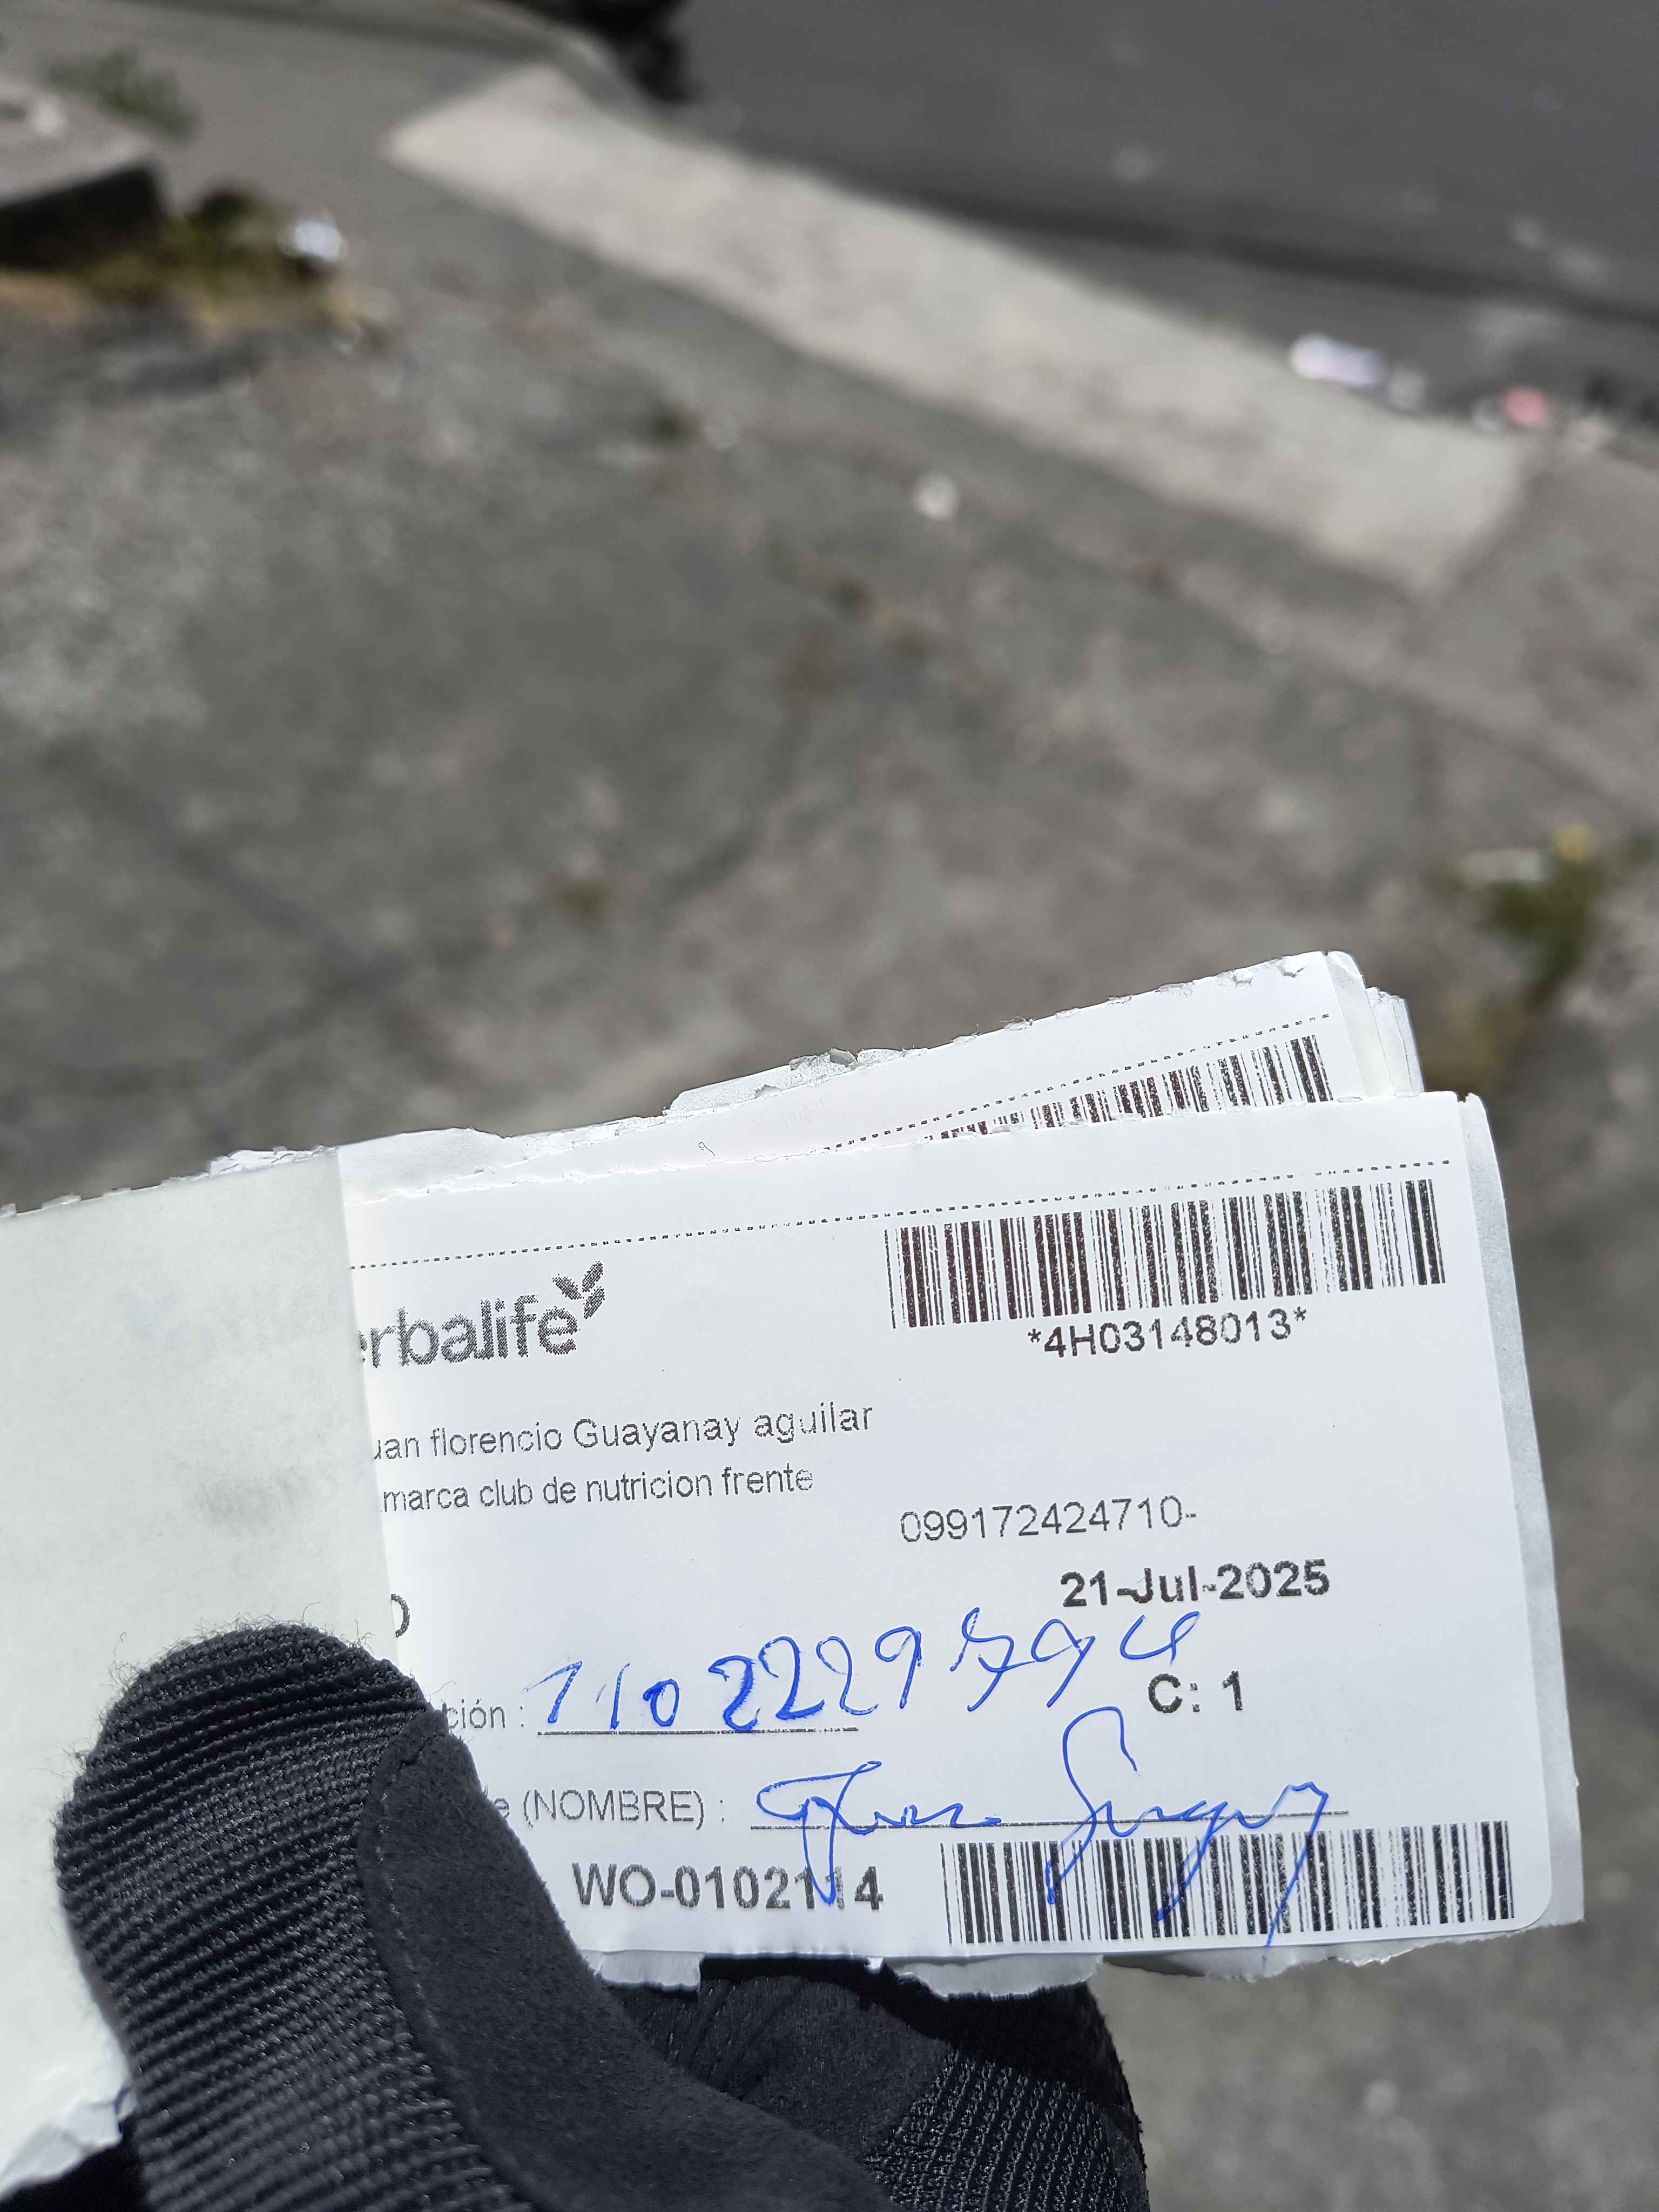 erbalife
*4H03148013*
uan florencio Guayanay aguilar
marca club de nutricion frente
099172424710-
21-Jul-2025
O
ción : 1102229794
C: 1
e (NOMBRE) :
WO-0102114